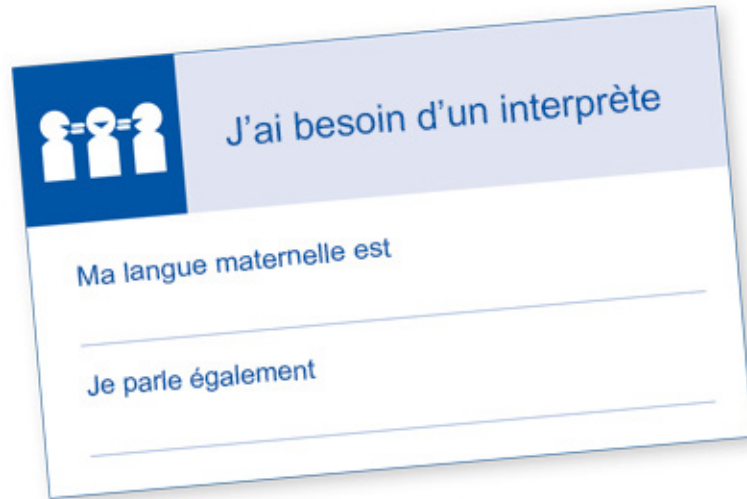 J'ai besoin d'un interprète
Ma langue maternelle est
Je parle également